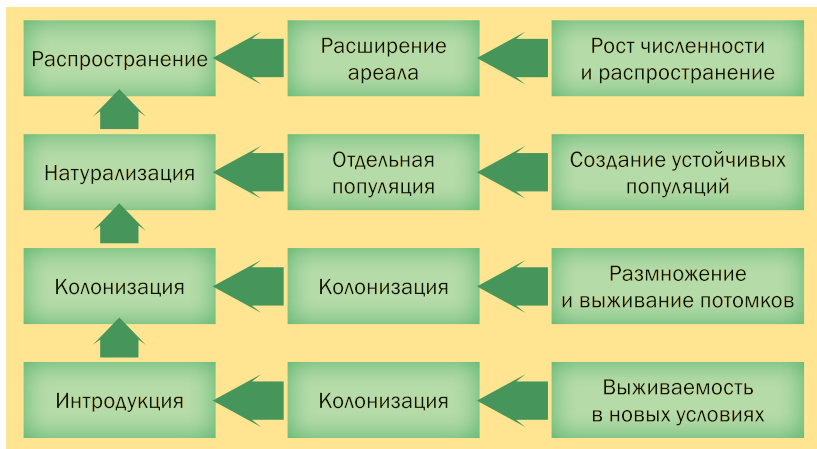 Распространение
Расширение
ареала
Рост численности
и распространение
Натурализация
Отдельная
популяция
Создание устойчивых
популяций
Колонизация
Колонизация
Размножение
и выживание потомков
Интродукция
Колонизация
Выживаемость
в новых условиях